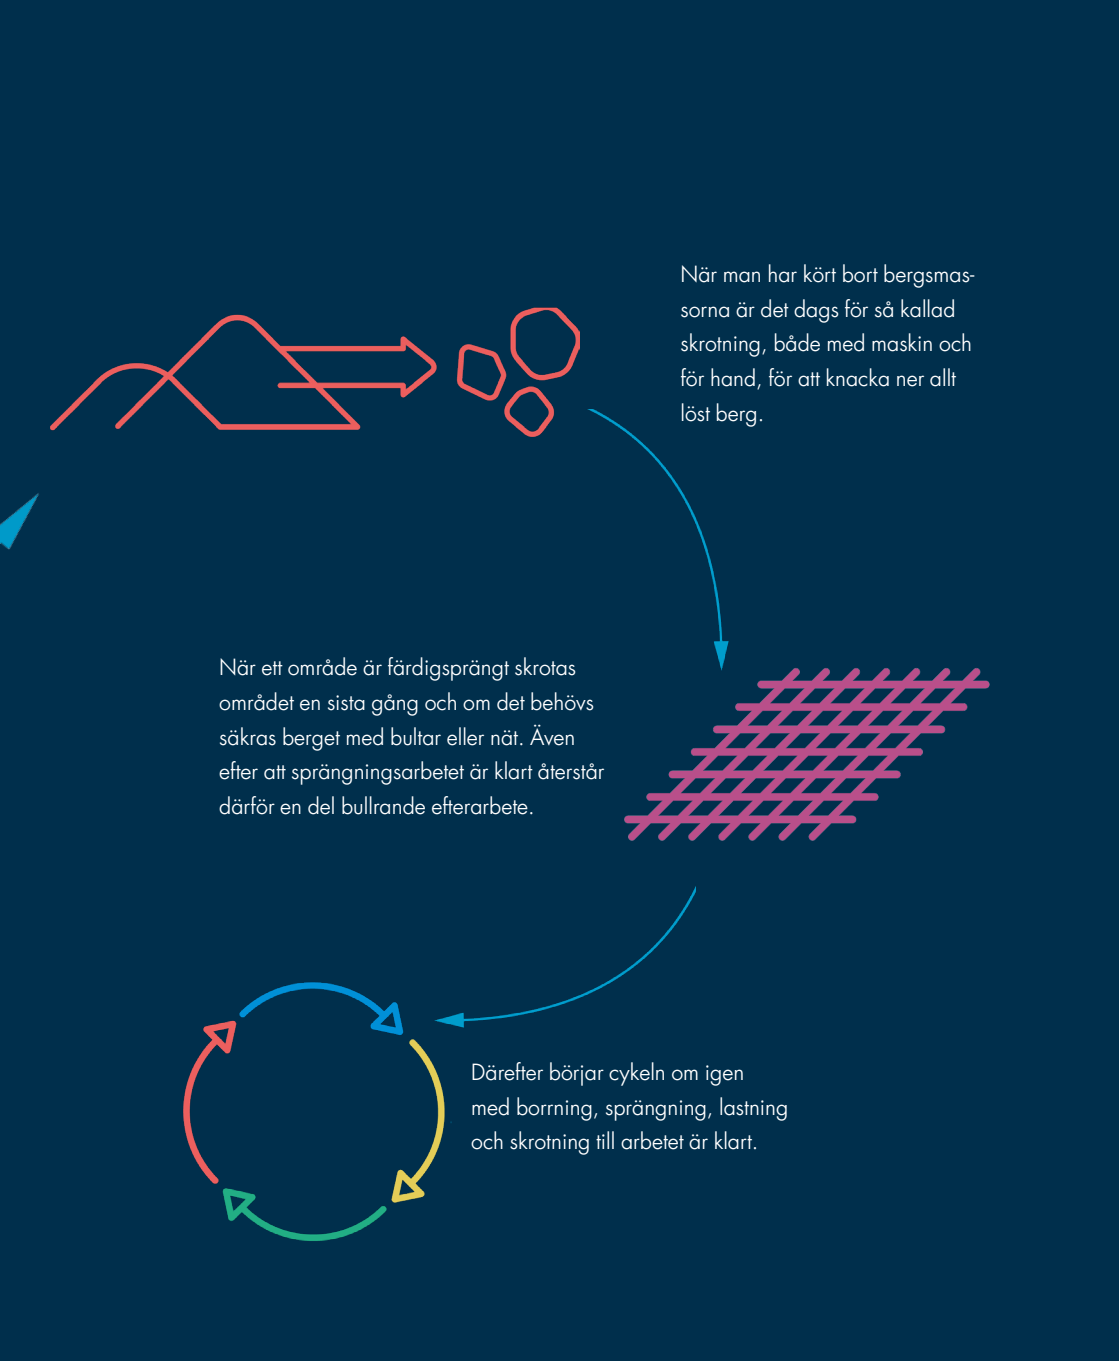 När man har kört bort bergsmas-
sorna är det dags för så kallad
skrotning, både med maskin och
för hand, för att knacka ner allt
löst berg.
När ett område är färdigsprängt skrotas
området en sista gång och om det behövs
säkras berget med bultar eller nät. Även
efter att sprängningsarbetet är klart återstår
därför en del bullrande efterarbete.
Därefter börjar cykeln om igen
med borrning, sprängning, lastning
och skrotning till arbetet är klart.